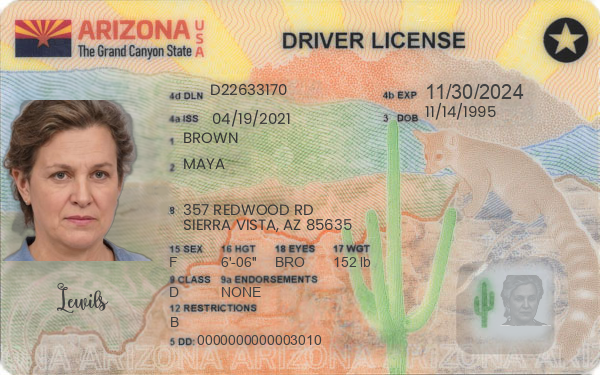 ARIZONA USA
The Grand Canyon State
DRIVER LICENSE
4d DLN D22633170
4b EXP 11/30/2024
4a ISS 04/19/2021
3 DOB 11/14/1995
1 BROWN
2 MAYA
8 357 REDWOOD RD
SIERRA VISTA, AZ 85635
15 SEX 16 HGT 18 EYES 17 WGT
F 6'-06" BRO 152 lb
9 CLASS 9a ENDORSEMENTS
D NONE
12 RESTRICTIONS
B
Lewils
5 DD: 0000000000003010
ONA ARIZONA ARIZONA ARIZONA ARIZONA ARIZON